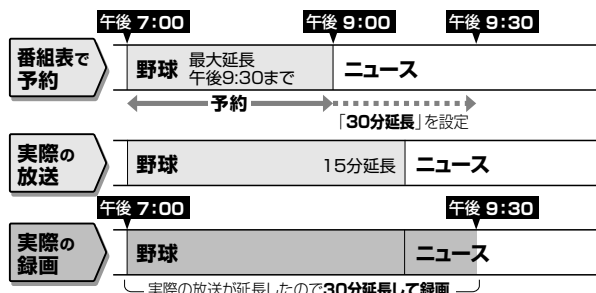 午後 7:00 午後 9:00 午後 9:30
番組表で
予約
野球 最大延長
午後9:30まで
ニュース
予約
「30分延長」を設定
実際の
放送
野球 15分延長 ニュース
午後 7:00 午後 9:30
実際の
録画
野球 ニュース
実際の放送が延長したので30分延長して録画